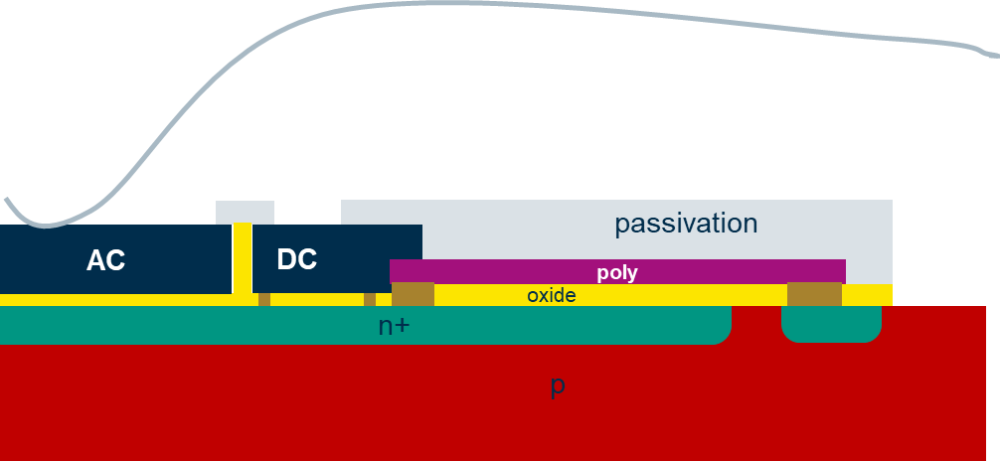 passivation
AC
DC
poly
oxide
n+
p